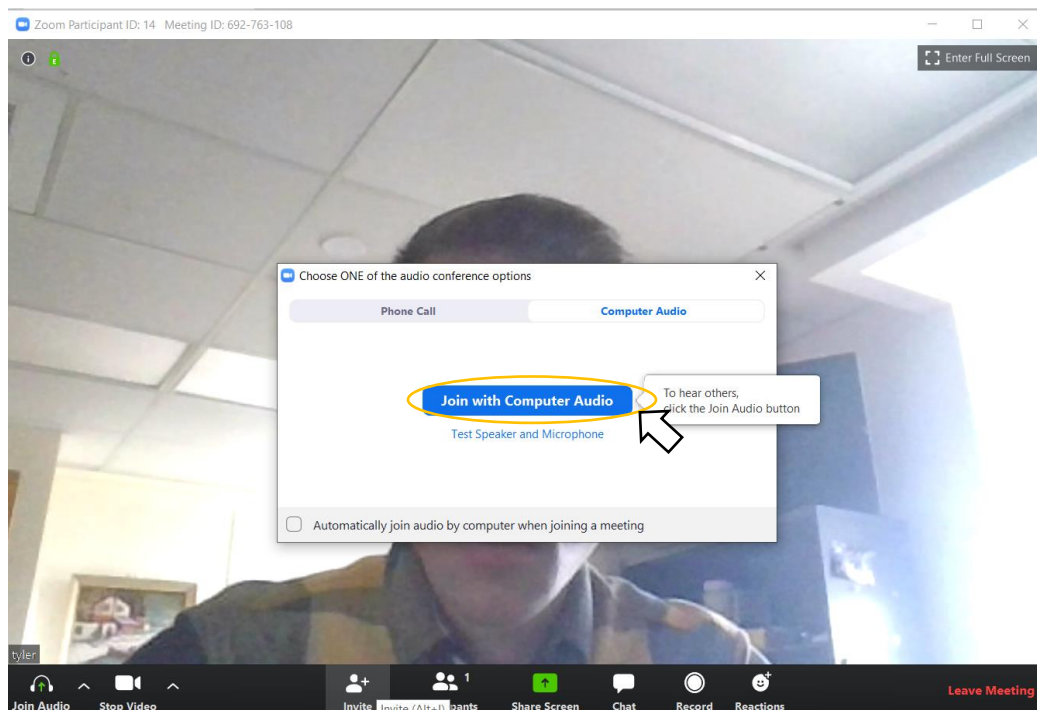 Zoom Participant ID: 14 Meeting ID: 692-763-108
Enter Full Screen
Choose ONE of the audio conference options
Phone Call
Computer Audio
Join with Computer Audio
To hear others,
click the Join Audio button
Test Speaker and Microphone
Automatically join audio by computer when joining a meeting
tyler
1
Join Audio
Stop Video
Invite
Invite (Alt+I)
pants
Share Screen
Chat
Record
Reactions
Leave Meeting